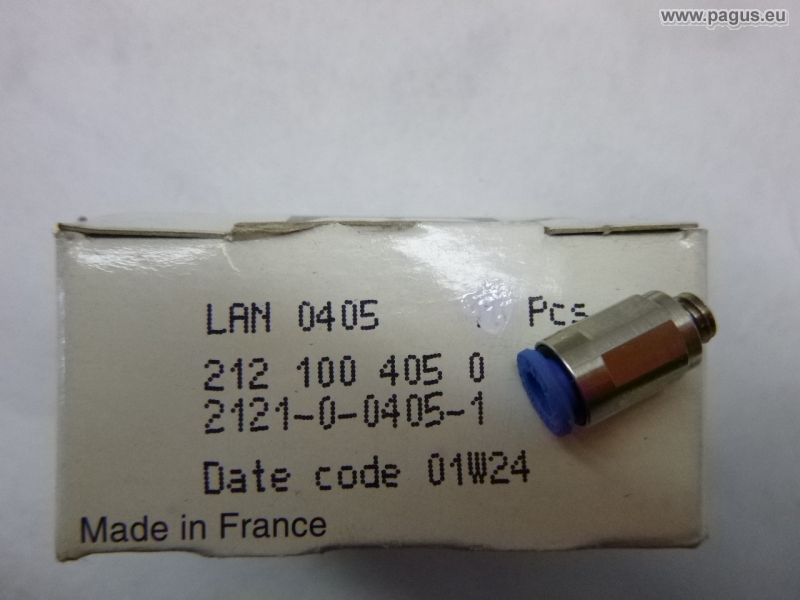 www.pagus.eu
LAN 0405 Pcs
212 100 405 0
2121-0-0405-1
Date code 01W24
Made in France